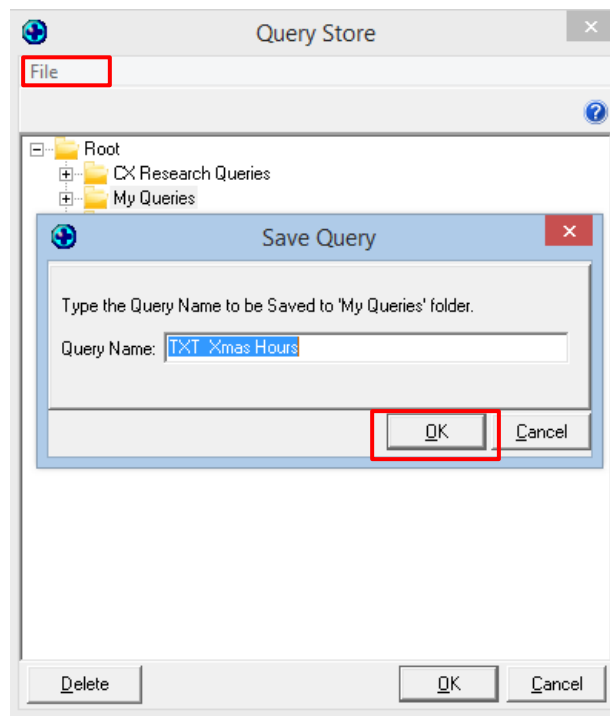 Query Store
File
Root
CX Research Queries
My Queries
Save Query
Type the Query Name to be Saved to 'My Queries' folder.
Query Name: TXT Xmas Hours
OK Cancel
Delete OK Cancel